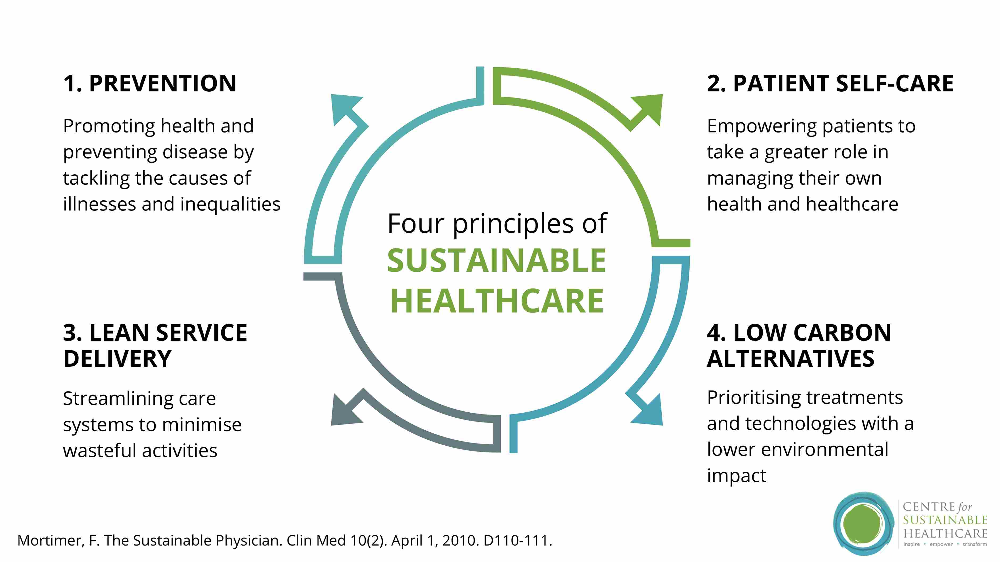 1. PREVENTION
Promoting health and
preventing disease by
tackling the causes of
illnesses and inequalities
2. PATIENT SELF-CARE
Empowering patients to
take a greater role in
managing their own
health and healthcare
Four principles of
SUSTAINABLE
HEALTHCARE
3. LEAN SERVICE
DELIVERY
Streamlining care
systems to minimise
wasteful activities
4. LOW CARBON
ALTERNATIVES
Prioritising treatments
and technologies with a
lower environmental
impact
Mortimer, F. The Sustainable Physician. Clin Med 10(2). April 1, 2010. D110-111.
CENTRE for
SUSTAINABLE
HEALTHCARE
inspire • empower • transform